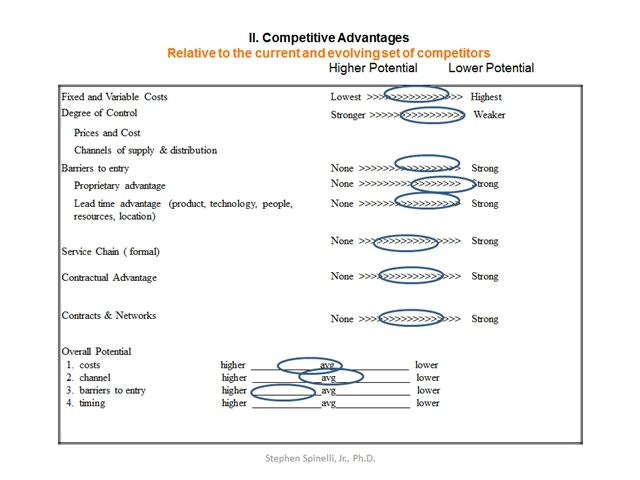 II. Competitive Advantages
Relative to the current and evolving set of competitors
Higher Potential Lower Potential
Fixed and Variable Costs Lowest >>>>>>>>>>>>>>>>> Highest
Degree of Control Stronger >>>>>>>>>>>>>>>>> Weaker
Prices and Cost
Channels of supply & distribution
Barriers to entry None >>>>>>>>>>>>>>>>>> Strong
Proprietary advantage None >>>>>>>>>>>>>>>>>> Strong
Lead time advantage (product, technology, people, None >>>>>>>>>>>>>>>>>> Strong
resources, location)
None >>>>>>>>>>>>>>>>>> Strong
Service Chain ( formal)
Contractual Advantage None >>>>>>>>>>>>>>>>>> Strong
Contracts & Networks None >>>>>>>>>>>>>>>>>> Strong
Overall Potential
1. costs higher ______________avg_______________ lower
2. channel higher ______________avg_______________ lower
3. barriers to entry higher ______________avg_______________ lower
4. timing higher ______________avg_______________ lower
Stephen Spinelli, Jr., Ph.D.